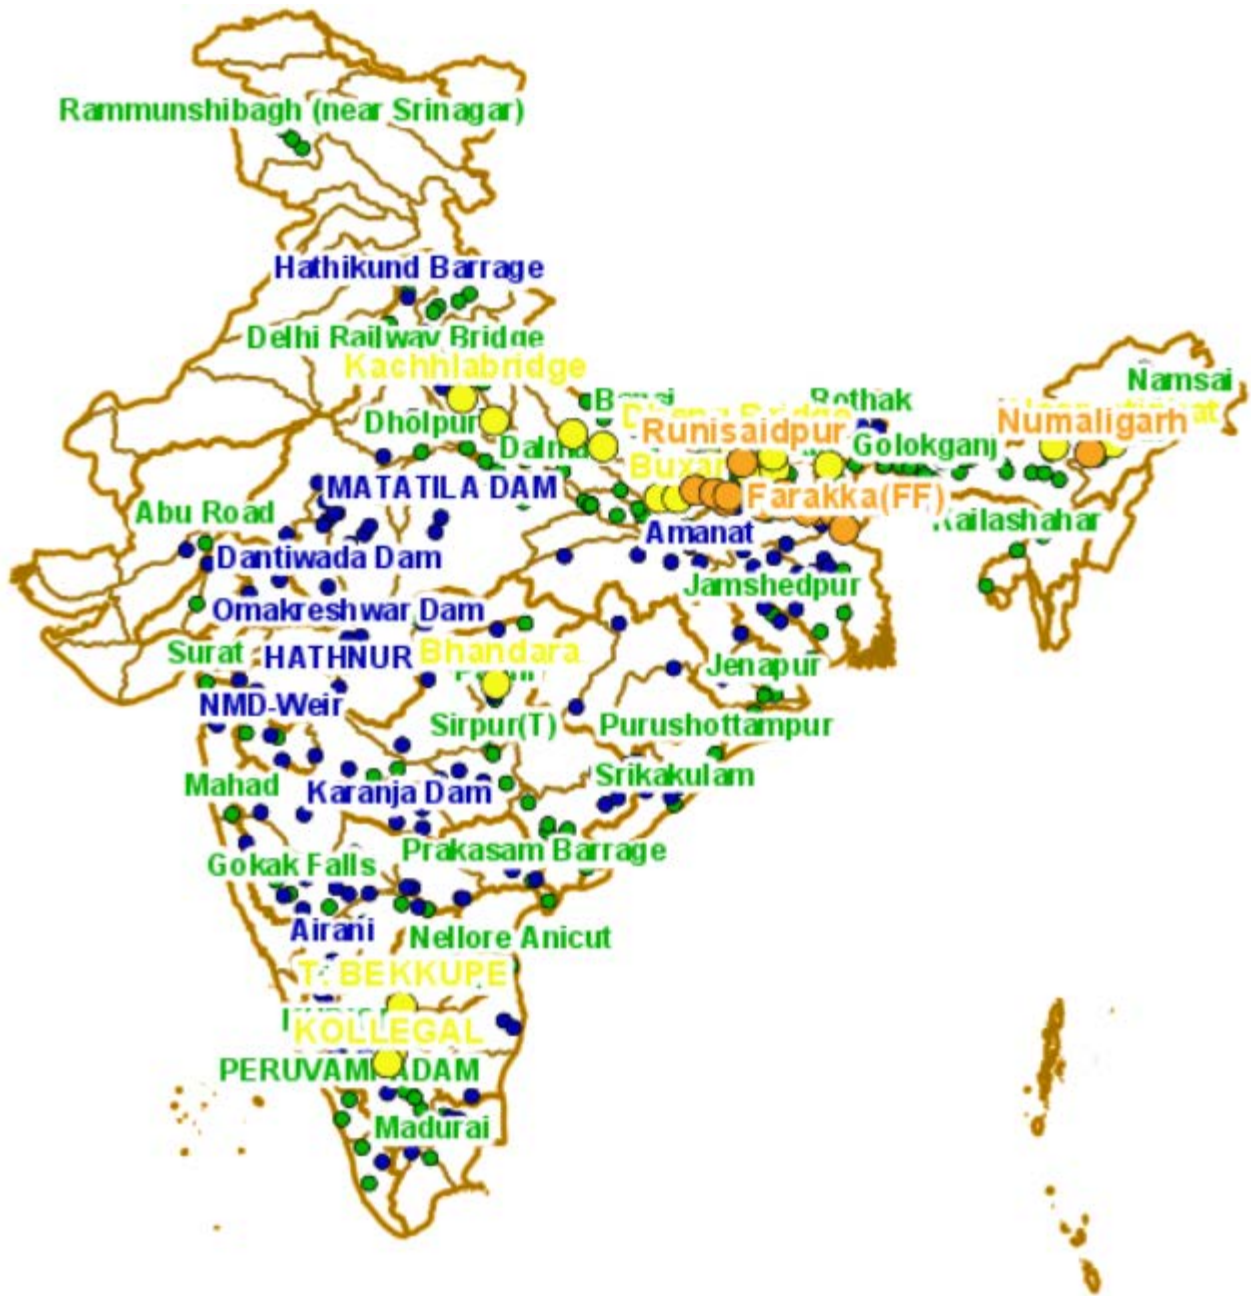 Rammunshibagh (near Srinagar)
Hathikund Barrage
Delhi Railway Bridge
Kachhlabridge
Namsai
Rothak
Dholpur
Runisaidpur
Numaligarh
Golokganj
Buxar
MATATILA DAM
Farakka(FF)
Abu Road
Amanat
Kailashahar
Dantiwada Dam
Jamshedpur
Omakreshwar Dam
Surat
HATHNUR
Bhandara
Jenapur
NMD-Weir
Sirpur(T)
Purushottampur
Mahad
Karanja Dam
Srikakulam
Gokak Falls
Prakasam Barrage
Airani
Nellore Anicut
T. BEKKUPE
KOLLEGAL
Madurai